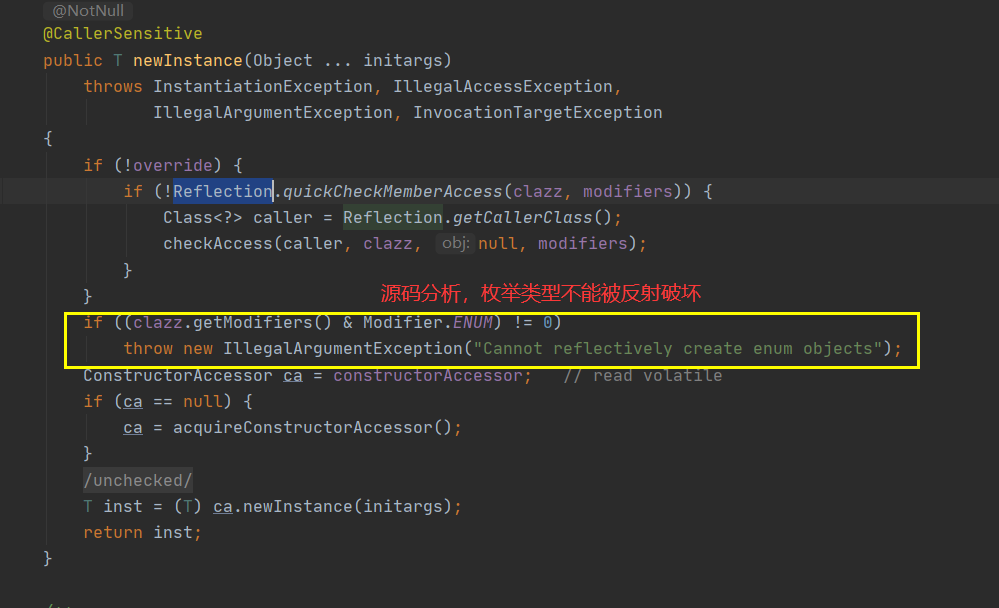 @NotNull
@CallerSensitive
public T newInstance(Object ... initargs)
    throws InstantiationException, IllegalAccessException,
           IllegalArgumentException, InvocationTargetException
{
    if (!override) {
        if (!Reflection.quickCheckMemberAccess(clazz, modifiers)) {
            Class<?> caller = Reflection.getCallerClass();
            checkAccess(caller, clazz, obj: null, modifiers);
        }
    }
源码分析，枚举类型不能被反射破坏
    if ((clazz.getModifiers() & Modifier.ENUM) != 0)
        throw new IllegalArgumentException("Cannot reflectively create enum objects");
    ConstructorAccessor ca = constructorAccessor;   // read volatile
    if (ca == null) {
        ca = acquireConstructorAccessor();
    }
    /unchecked/
    T inst = (T) ca.newInstance(initargs);
    return inst;
}